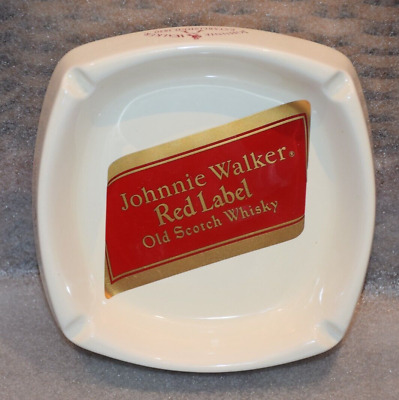 Johnnie Walker®
Red Label
Old Scotch Whisky